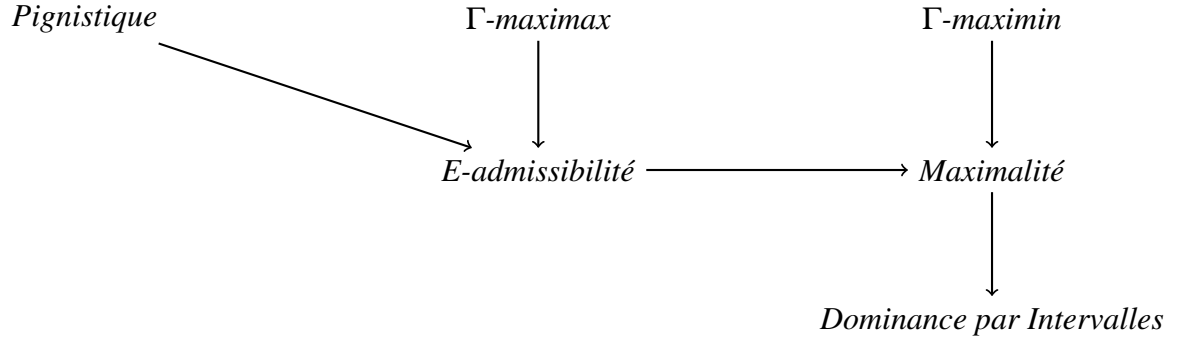 Pignistique Γ-maximax Γ-maximin
E-admissibilité Maximalité
Dominance par Intervalles